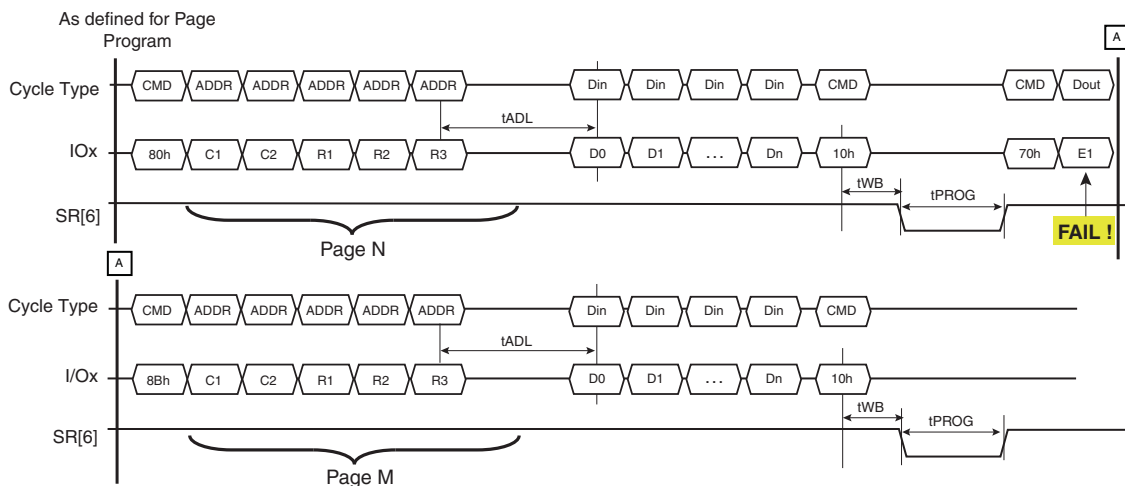 As defined for Page
Program
A
Cycle Type CMD ADDR ADDR ADDR ADDR ADDR Din Din Din Din CMD CMD Dout
tADL
IOx 80h C1 C2 R1 R2 R3 D0 D1 ... Dn 10h 70h E1
tWB tPROG
SR[6]
Page N
FAIL !
A
Cycle Type CMD ADDR ADDR ADDR ADDR ADDR Din Din Din Din CMD
tADL
I/Ox 8Bh C1 C2 R1 R2 R3 D0 D1 ... Dn 10h
tWB tPROG
SR[6]
Page M